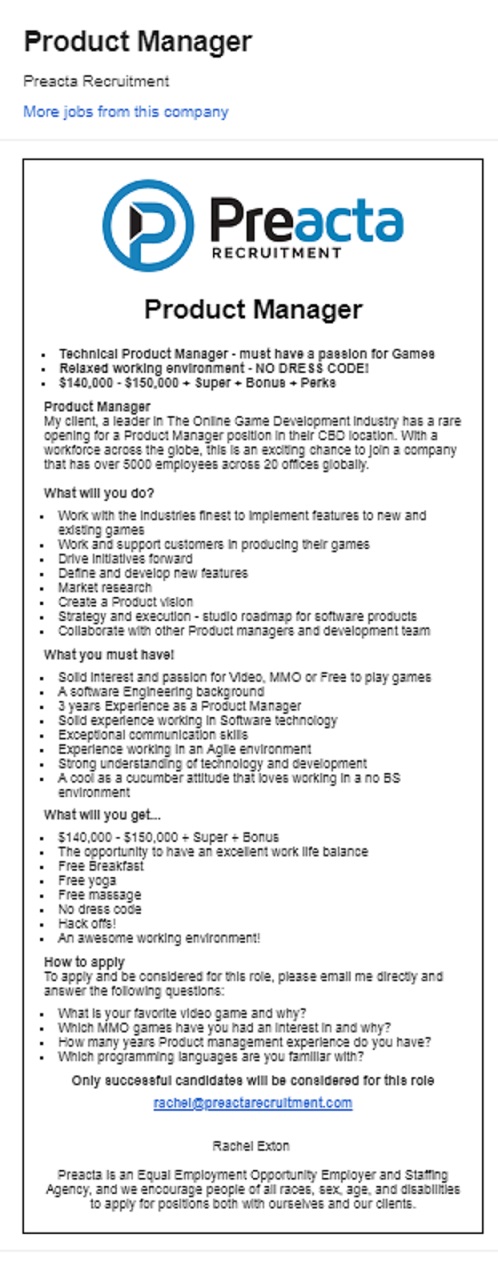 Product Manager
Preacta Recruitment
More jobs from this company
Preacta
RECRUITMENT
Product Manager
• Technical Product Manager - must have a passion for Games
• Relaxed working environment - NO DRESS CODE!
• $140,000 - $150,000 + Super + Bonus + Perks
Product Manager
My client, a leader in The Online Game Development Industry has a rare
opening for a Product Manager position in their CBD location. With a
workforce across the globe, this is an exciting chance to join a company
that has over 5000 employees across 20 offices globally.
What will you do?
• Work with the Industries finest to implement features to new and
existing games
• Work and support customers in producing their games
• Drive initiatives forward
• Define and develop new features
• Market research
• Create a Product vision
• Strategy and execution - studio roadmap for software products
• Collaborate with other Product managers and development team
What you must have!
• Solid interest and passion for Video, MMO or Free to play games
• A software Engineering background
• 3 years Experience as a Product Manager
• Solid experience working in Software technology
• Exceptional communication skills
• Experience working in an Agile environment
• Strong understanding of technology and development
• A cool as a cucumber attitude that loves working in a no BS
environment
What will you get...
• $140,000 - $150,000 + Super + Bonus
• The opportunity to have an excellent work life balance
• Free Breakfast
• Free yoga
• Free massage
• No dress code
• Hack offs!
• An awesome working environment!
How to apply
To apply and be considered for this role, please email me directly and
answer the following questions:
• What is your favorite video game and why?
• Which MMO games have you had an interest in and why?
• How many years Product management experience do you have?
• Which programming languages are you familiar with?
Only successful candidates will be considered for this role
rachel@preactarecruitment.com
Rachel Exton
Preacta is an Equal Employment Opportunity Employer and Staffing
Agency, and we encourage people of all races, sex, age, and disabilities
to apply for positions both with ourselves and our clients.